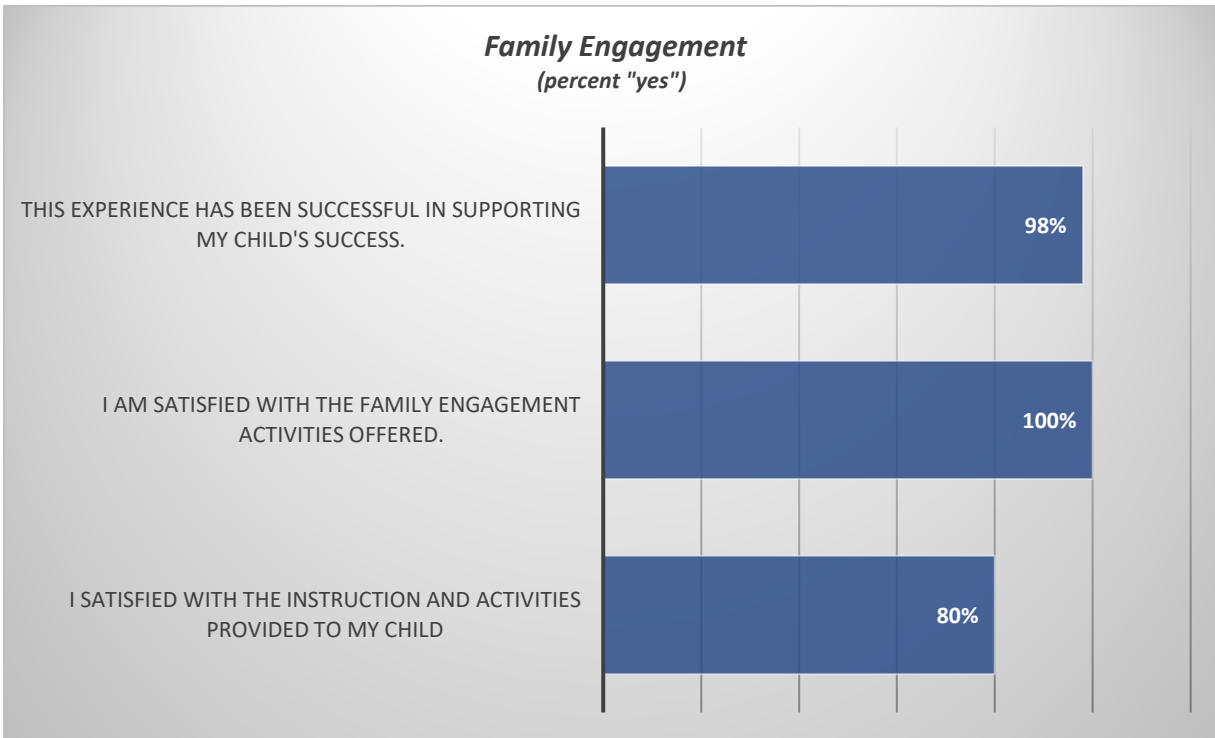 Family Engagement
(percent "yes")
THIS EXPERIENCE HAS BEEN SUCCESSFUL IN SUPPORTING
MY CHILD'S SUCCESS.
98%
I AM SATISFIED WITH THE FAMILY ENGAGEMENT
ACTIVITIES OFFERED.
100%
I SATISFIED WITH THE INSTRUCTION AND ACTIVITIES
PROVIDED TO MY CHILD
80%